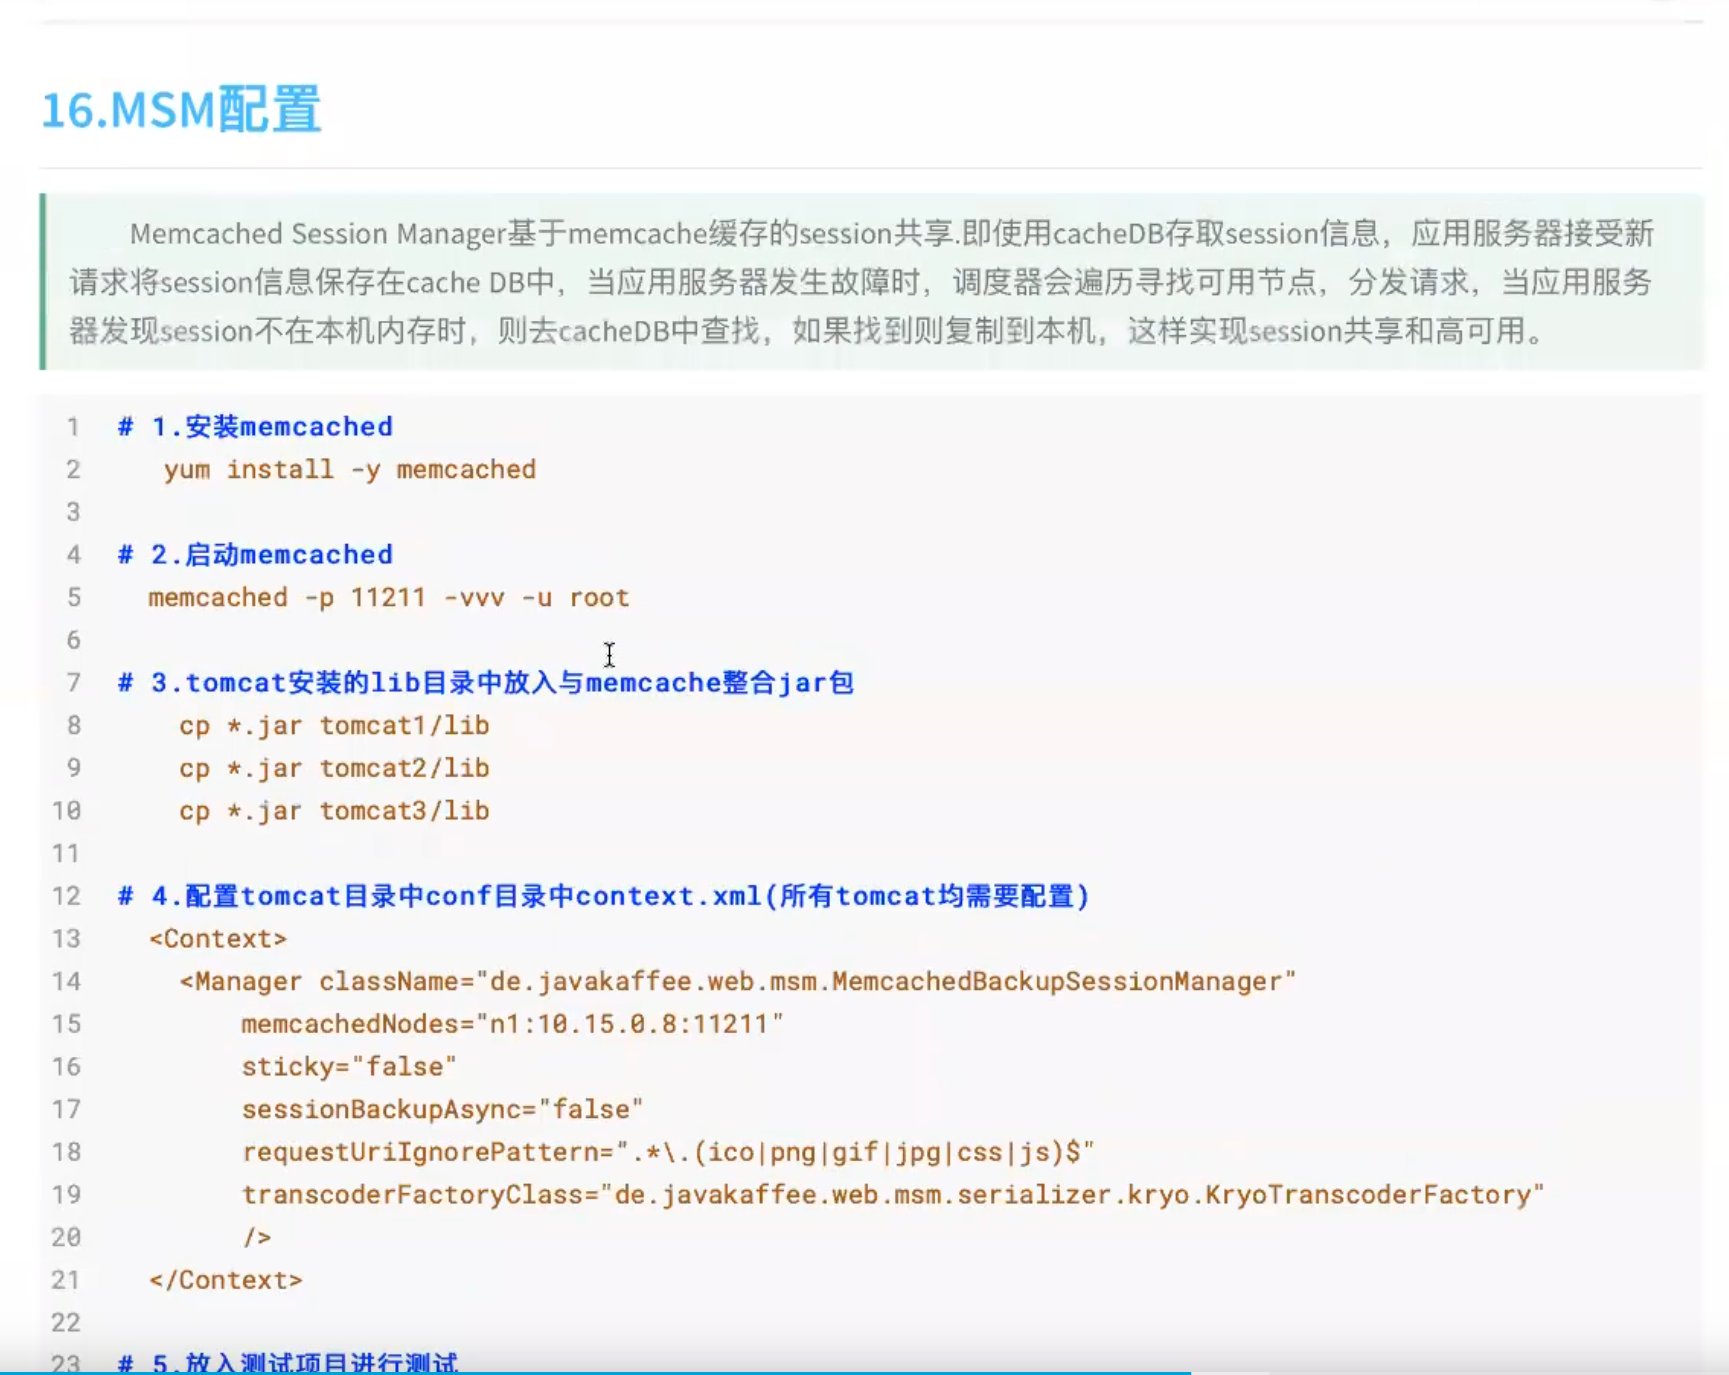 16.MSM配置
Memcached Session Manager基于memcache缓存的session共享.即使用cacheDB存取session信息，应用服务器接受新
请求将session信息保存在cache DB中，当应用服务器发生故障时，调度器会遍历寻找可用节点，分发请求，当应用服务
器发现session不在本机内存时，则去cacheDB中查找，如果找到则复制到本机，这样实现session共享和高可用。
1 # 1.安装memcached
2 yum install -y memcached
3
4 # 2.启动memcached
5 memcached -p 11211 -vvv -u root
6
7 # 3.tomcat安装的lib目录中放入与memcache整合jar包
8 cp *.jar tomcat1/lib
9 cp *.jar tomcat2/lib
10 cp *.jar tomcat3/lib
11
12 # 4.配置tomcat目录中conf目录中context.xml(所有tomcat均需要配置)
13 <Context>
14 <Manager className="de.javakaffee.web.msm.MemcachedBackupSessionManager"
15 memcachedNodes="n1:10.15.0.8:11211"
16 sticky="false"
17 sessionBackupAsync="false"
18 requestUriIgnorePattern=".*\.(ico|png|gif|jpg|css|js)$"
19 transcoderFactoryClass="de.javakaffee.web.msm.serializer.kryo.KryoTranscoderFactory"
20 />
21 </Context>
22
23 # 5.放入测试项目进行测试